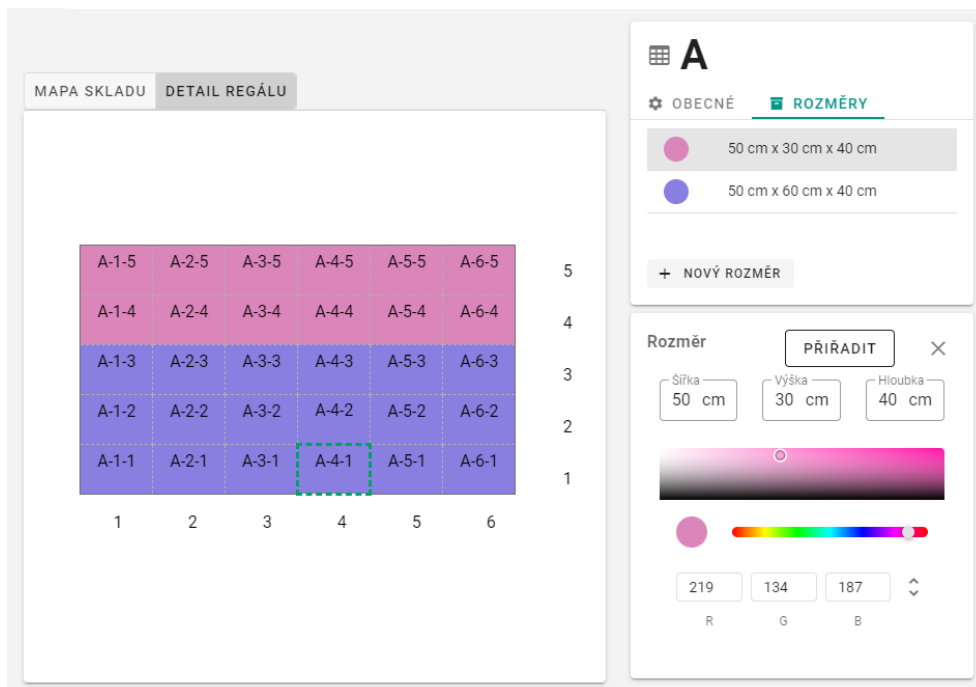 MAPA SKLADU
DETAIL REGÁLU
A-1-5 A-2-5 A-3-5 A-4-5 A-5-5 A-6-5 5
A-1-4 A-2-4 A-3-4 A-4-4 A-5-4 A-6-4 4
A-1-3 A-2-3 A-3-3 A-4-3 A-5-3 A-6-3 3
A-1-2 A-2-2 A-3-2 A-4-2 A-5-2 A-6-2 2
A-1-1 A-2-1 A-3-1 A-4-1 A-5-1 A-6-1 1
1 2 3 4 5 6
A
OBECNÉ
ROZMĚRY
50 cm x 30 cm x 40 cm
50 cm x 60 cm x 40 cm
+ NOVÝ ROZMĚR
Rozměr
PŘIŘADIT
Šířka Výška Hloubka
50 cm 30 cm 40 cm
219 134 187
R G B